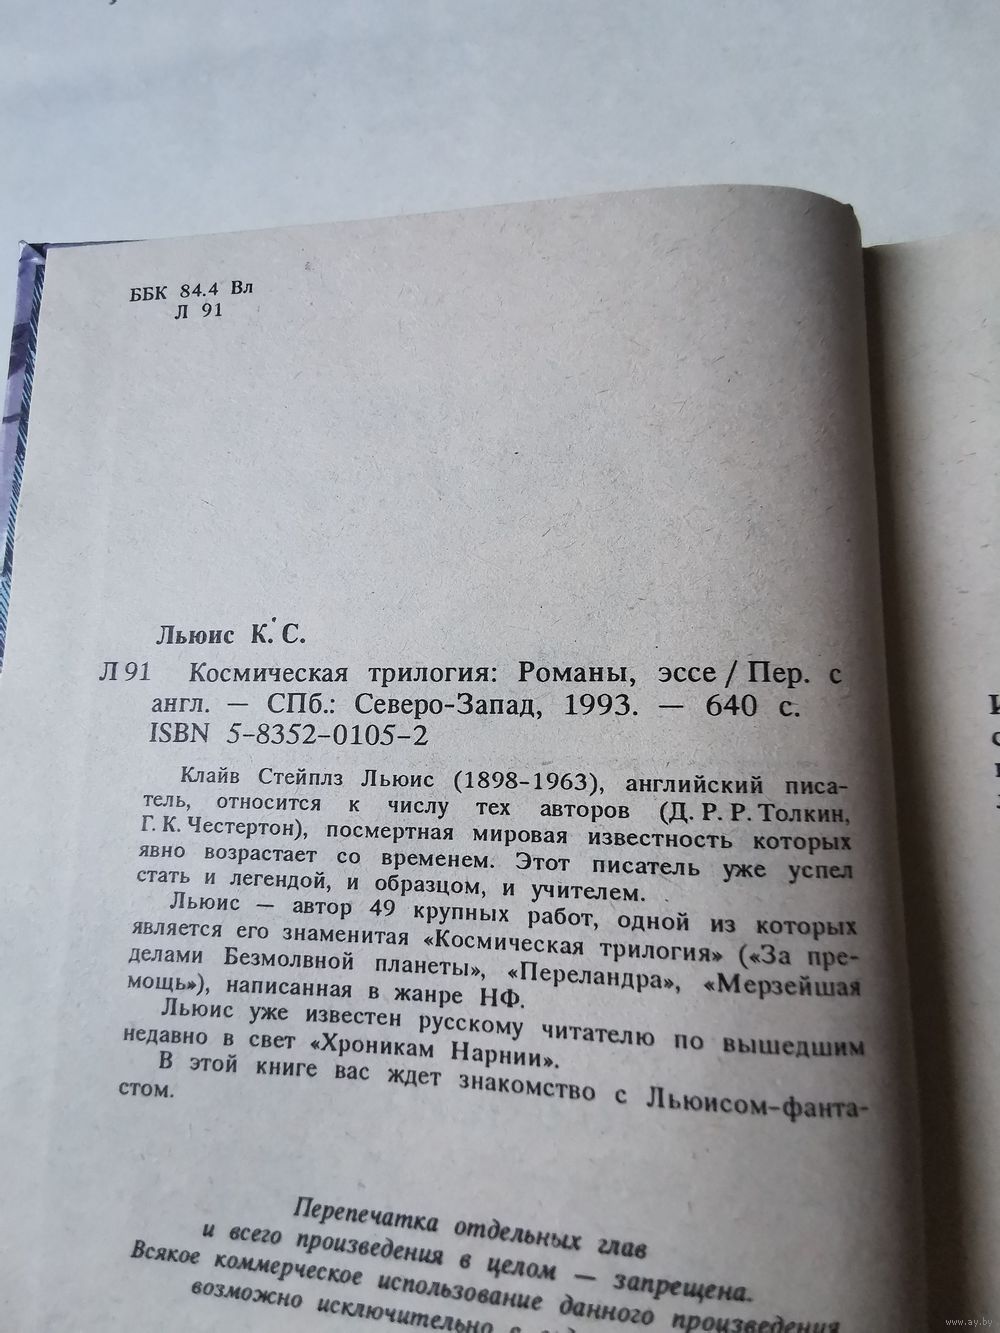 ББК 84.4 Вл
Л 91
Льюис К. С.
Л 91 Космическая трилогия: Романы, эссе / Пер. с
англ. — СПб.: Северо-Запад, 1993. — 640 с.
ISBN 5-8352-0105-2
Клайв Стейплз Льюис (1898-1963), английский писа-
тель, относится к числу тех авторов (Д. Р. Р. Толкин,
Г. К. Честертон), посмертная мировая известность которых
явно возрастает со временем. Этот писатель уже успел
стать и легендой, и образцом, и учителем.
Льюис — автор 49 крупных работ, одной из которых
является его знаменитая «Космическая трилогия» («За пре-
делами Безмолвной планеты», «Переландра», «Мерзейшая
мощь»), написанная в жанре НФ.
Льюис уже известен русскому читателю по вышедшим
недавно в свет «Хроникам Нарнии».
В этой книге вас ждет знакомство с Льюисом-фанта-
стом.
Перепечатка отдельных глав
и всего произведения в целом — запрещена.
Всякое коммерческое использование данного произведения
возможно исключительно с
www.ay.by